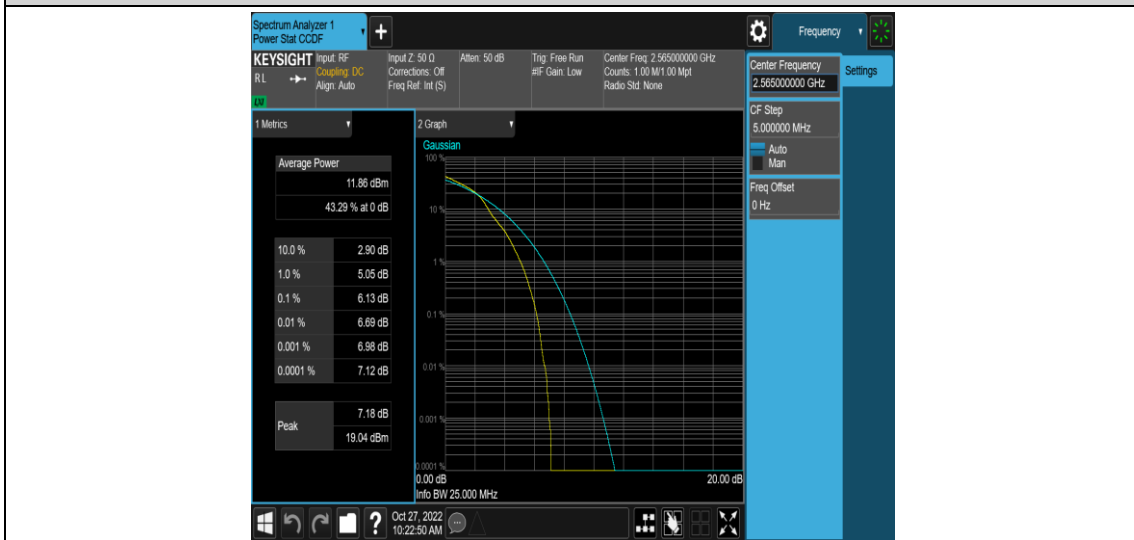 Spectrum Analyzer 1
Power Stat CCDF
+
Frequency
KEYSIGHT
RL
Input: RF
Coupling: DC
Align: Auto
Input Z: 50 Ω
Corrections: Off
Freq Ref: Int (S)
Atten: 50 dB
Trig: Free Run
#IF Gain: Low
Center Freq: 2.565000000 GHz
Counts: 1.00 M/1.00 Mpt
Radio Std: None
Center Frequency
2.565000000 GHz
Settings
CF Step
5.000000 MHz
Auto
Man
Freq Offset
0 Hz
1 Metrics
Average Power
11.86 dBm
43.29 % at 0 dB
10.0 % 2.90 dB
1.0 % 5.05 dB
0.1 % 6.13 dB
0.01 % 6.69 dB
0.001 % 6.98 dB
0.0001 % 7.12 dB
Peak 7.18 dB
19.04 dBm
2 Graph
Gaussian
100 %
10 %
1 %
0.1 %
0.01 %
0.001 %
0.0001 %
0.00 dB 20.00 dB
Info BW 25.000 MHz
?
Oct 27, 2022
10:22:50 AM